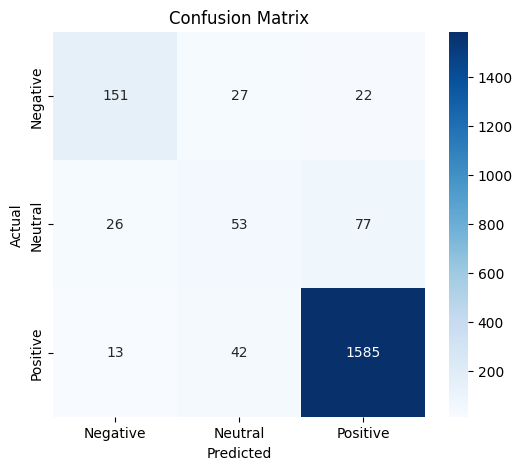 Confusion Matrix
Actual
Negative
Neutral
Positive
151 27 22
26 53 77
13 42 1585
Negative Neutral Positive
Predicted
1400
1200
1000
800
600
400
200